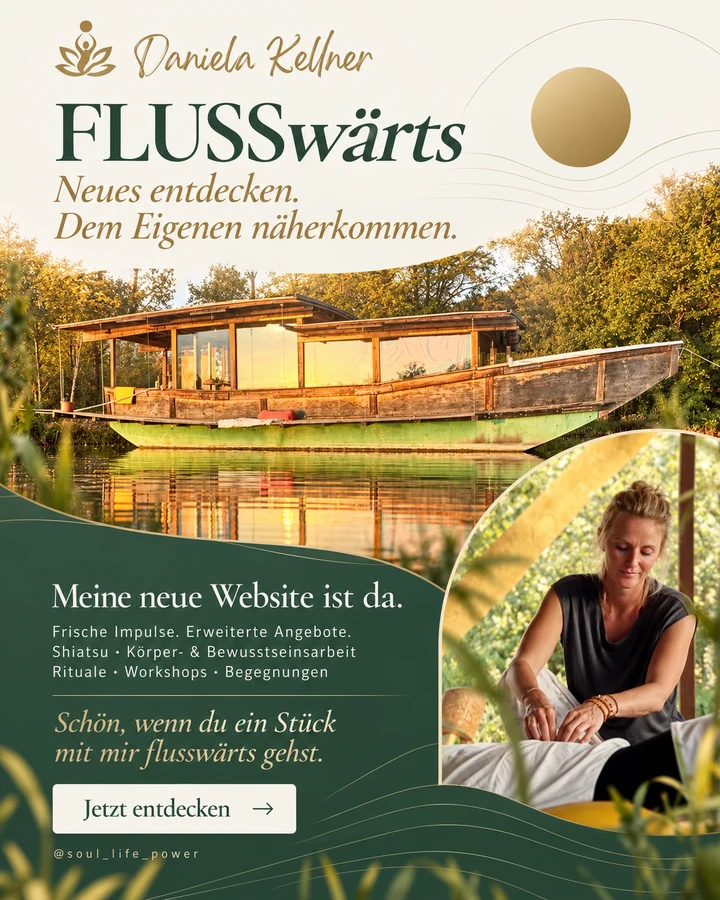 Daniela Kellner
FLUSSwärts
Neues entdecken.
Dem Eigenen näherkommen.
Meine neue Website ist da.
Frische Impulse. Erweiterte Angebote.
Shiatsu • Körper- & Bewusstseinsarbeit
Rituale • Workshops • Begegnungen
Schön, wenn du ein Stück
mit mir flusswärts gehst.
Jetzt entdecken →
@soul_life_power